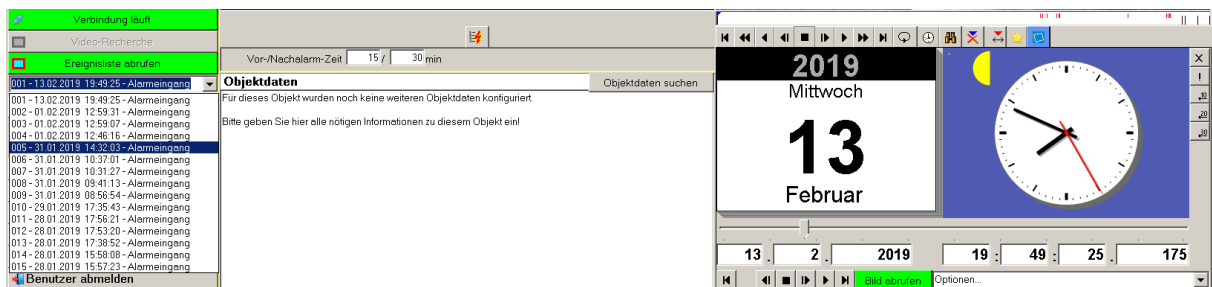 Verbindung läuft
Video-Recherche
Ereignisliste abrufen
001 - 13.02.2019 19:49:25 - Alarmeingang
001 - 13.02.2019 19:49:25 - Alarmeingang
002 - 01.02.2019 12:59:31 - Alarmeingang
003 - 01.02.2019 12:59:07 - Alarmeingang
004 - 01.02.2019 12:46:16 - Alarmeingang
005 - 31.01.2019 14:32:03 - Alarmeingang
006 - 31.01.2019 10:37:01 - Alarmeingang
007 - 31.01.2019 10:31:27 - Alarmeingang
008 - 31.01.2019 09:41:13 - Alarmeingang
009 - 31.01.2019 08:56:54 - Alarmeingang
010 - 29.01.2019 17:35:43 - Alarmeingang
011 - 28.01.2019 17:56:21 - Alarmeingang
012 - 28.01.2019 17:53:20 - Alarmeingang
013 - 28.01.2019 17:38:52 - Alarmeingang
014 - 28.01.2019 15:58:08 - Alarmeingang
015 - 28.01.2019 15:57:23 - Alarmeingang
Benutzer abmelden
Vor-/Nachalarm-Zeit 15 / 30 min
Objektdaten Objektdaten suchen
Für dieses Objekt wurden noch keine weiteren Objektdaten konfiguriert.
Bitte geben Sie hier alle nötigen Informationen zu diesem Objekt ein!
2019
Mittwoch
13
Februar
X
!
10
20
30
13 . 2 . 2019 19 : 49 : 25 . 175
Bild abrufen Optionen...